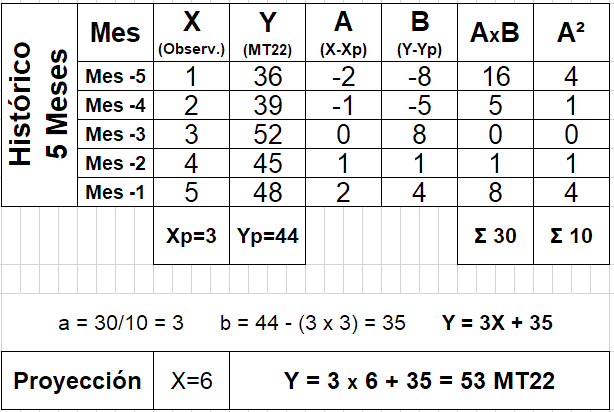 Histórico 5 Meses
Mes X (Observ.) Y (MT22) A (X-Xp) B (Y-Yp) AxB A²
Mes -5 1 36 -2 -8 16 4
Mes -4 2 39 -1 -5 5 1
Mes -3 3 52 0 8 0 0
Mes -2 4 45 1 1 1 1
Mes -1 5 48 2 4 8 4
Xp=3 Yp=44 Σ 30 Σ 10
a = 30/10 = 3 b = 44 - (3 x 3) = 35 Y = 3X + 35
Proyección X=6 Y = 3 x 6 + 35 = 53 MT22